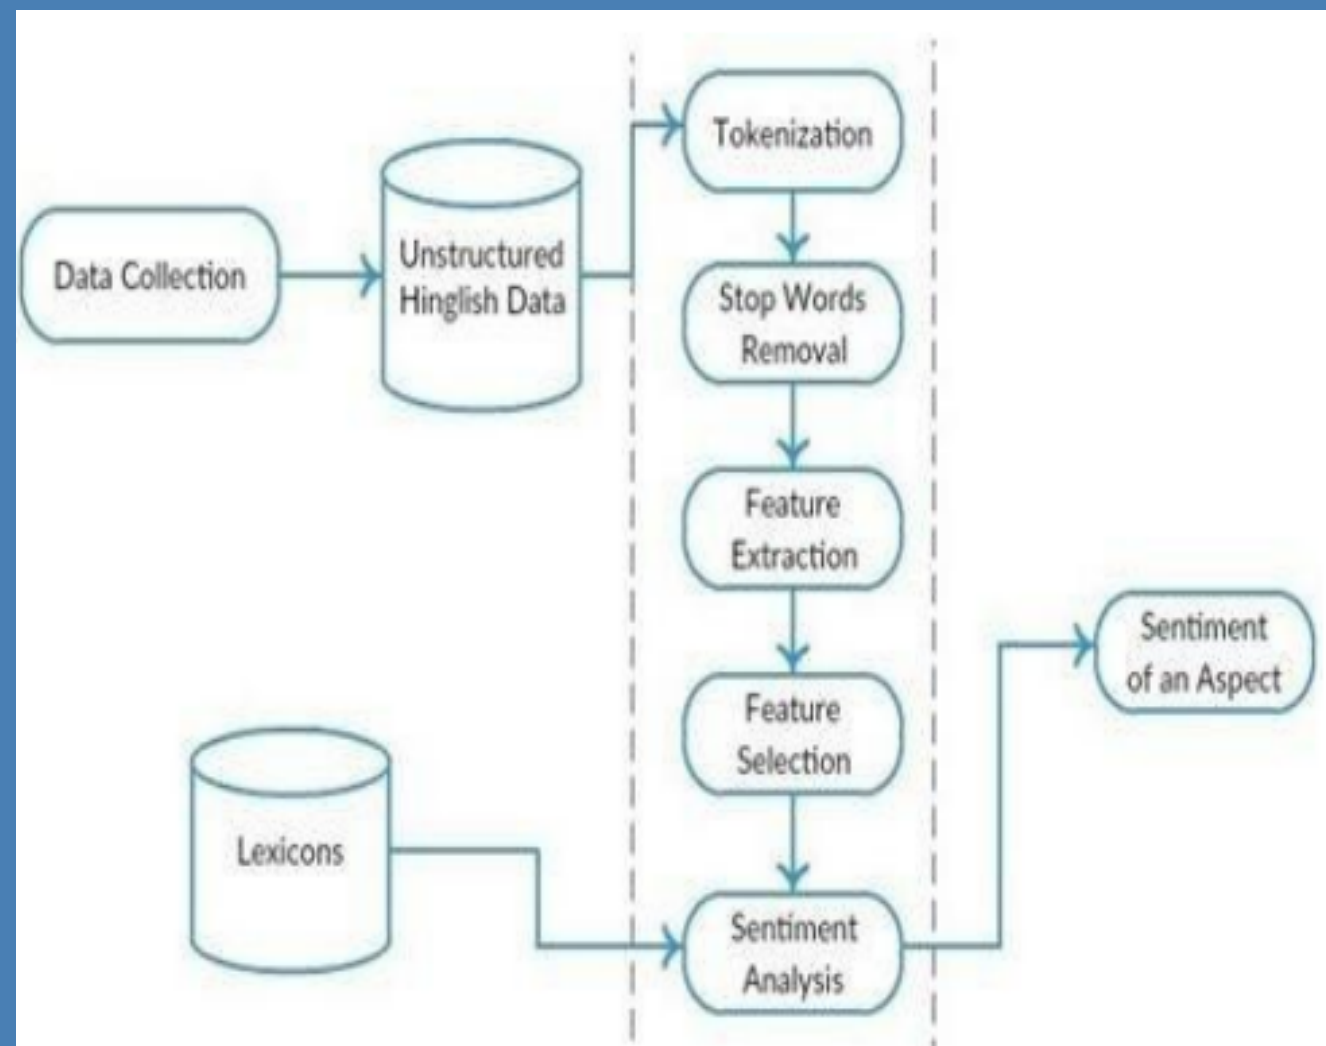 Data Collection
Unstructured
Hinglish Data
Tokenization
Stop Words
Removal
Feature
Extraction
Feature
Selection
Lexicons
Sentiment
Analysis
Sentiment
of an Aspect